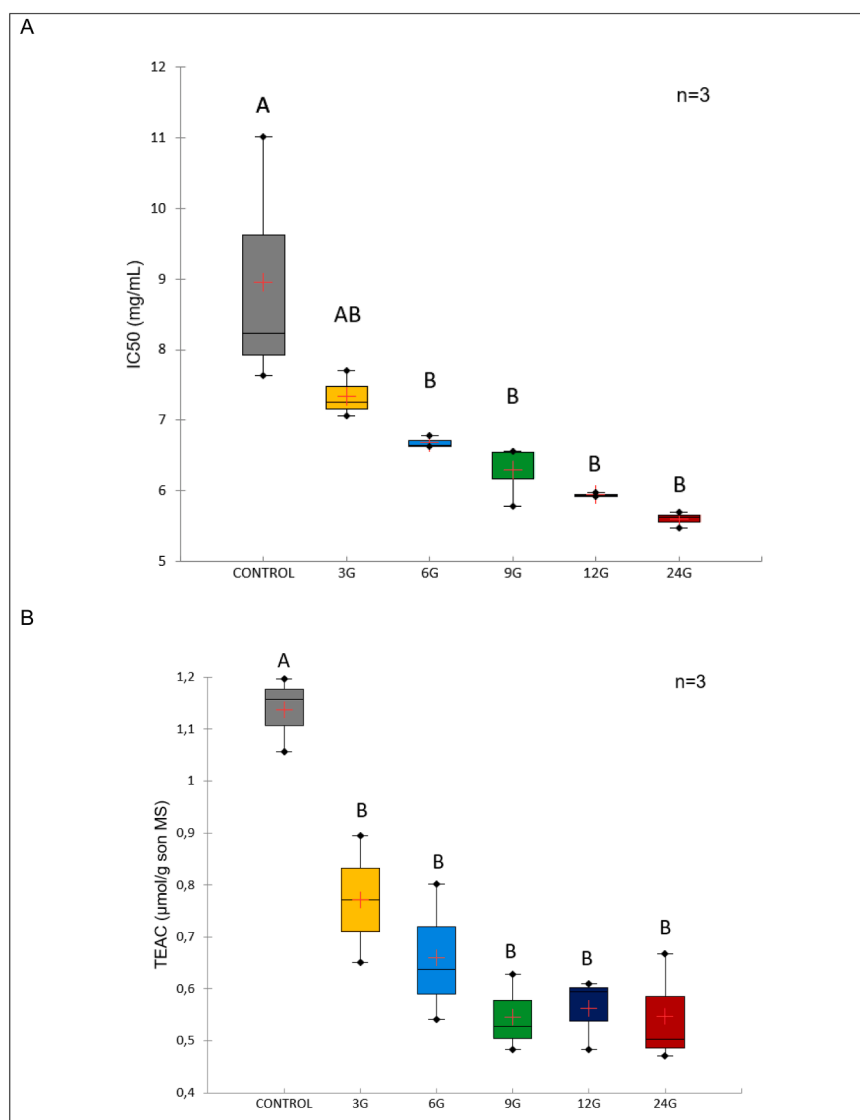 A
12
A
n=3
11
10
9
AB
8
B
B
7
B
B
6
5
IC50 (mg/mL)
CONTROL 3G 6G 9G 12G 24G
B
A
n=3
1,2
1,1
1
B
0,9
B
0,8
B
B
B
0,7
0,6
0,5
0,4
TEAC (µmol/g son MS)
CONTROL 3G 6G 9G 12G 24G